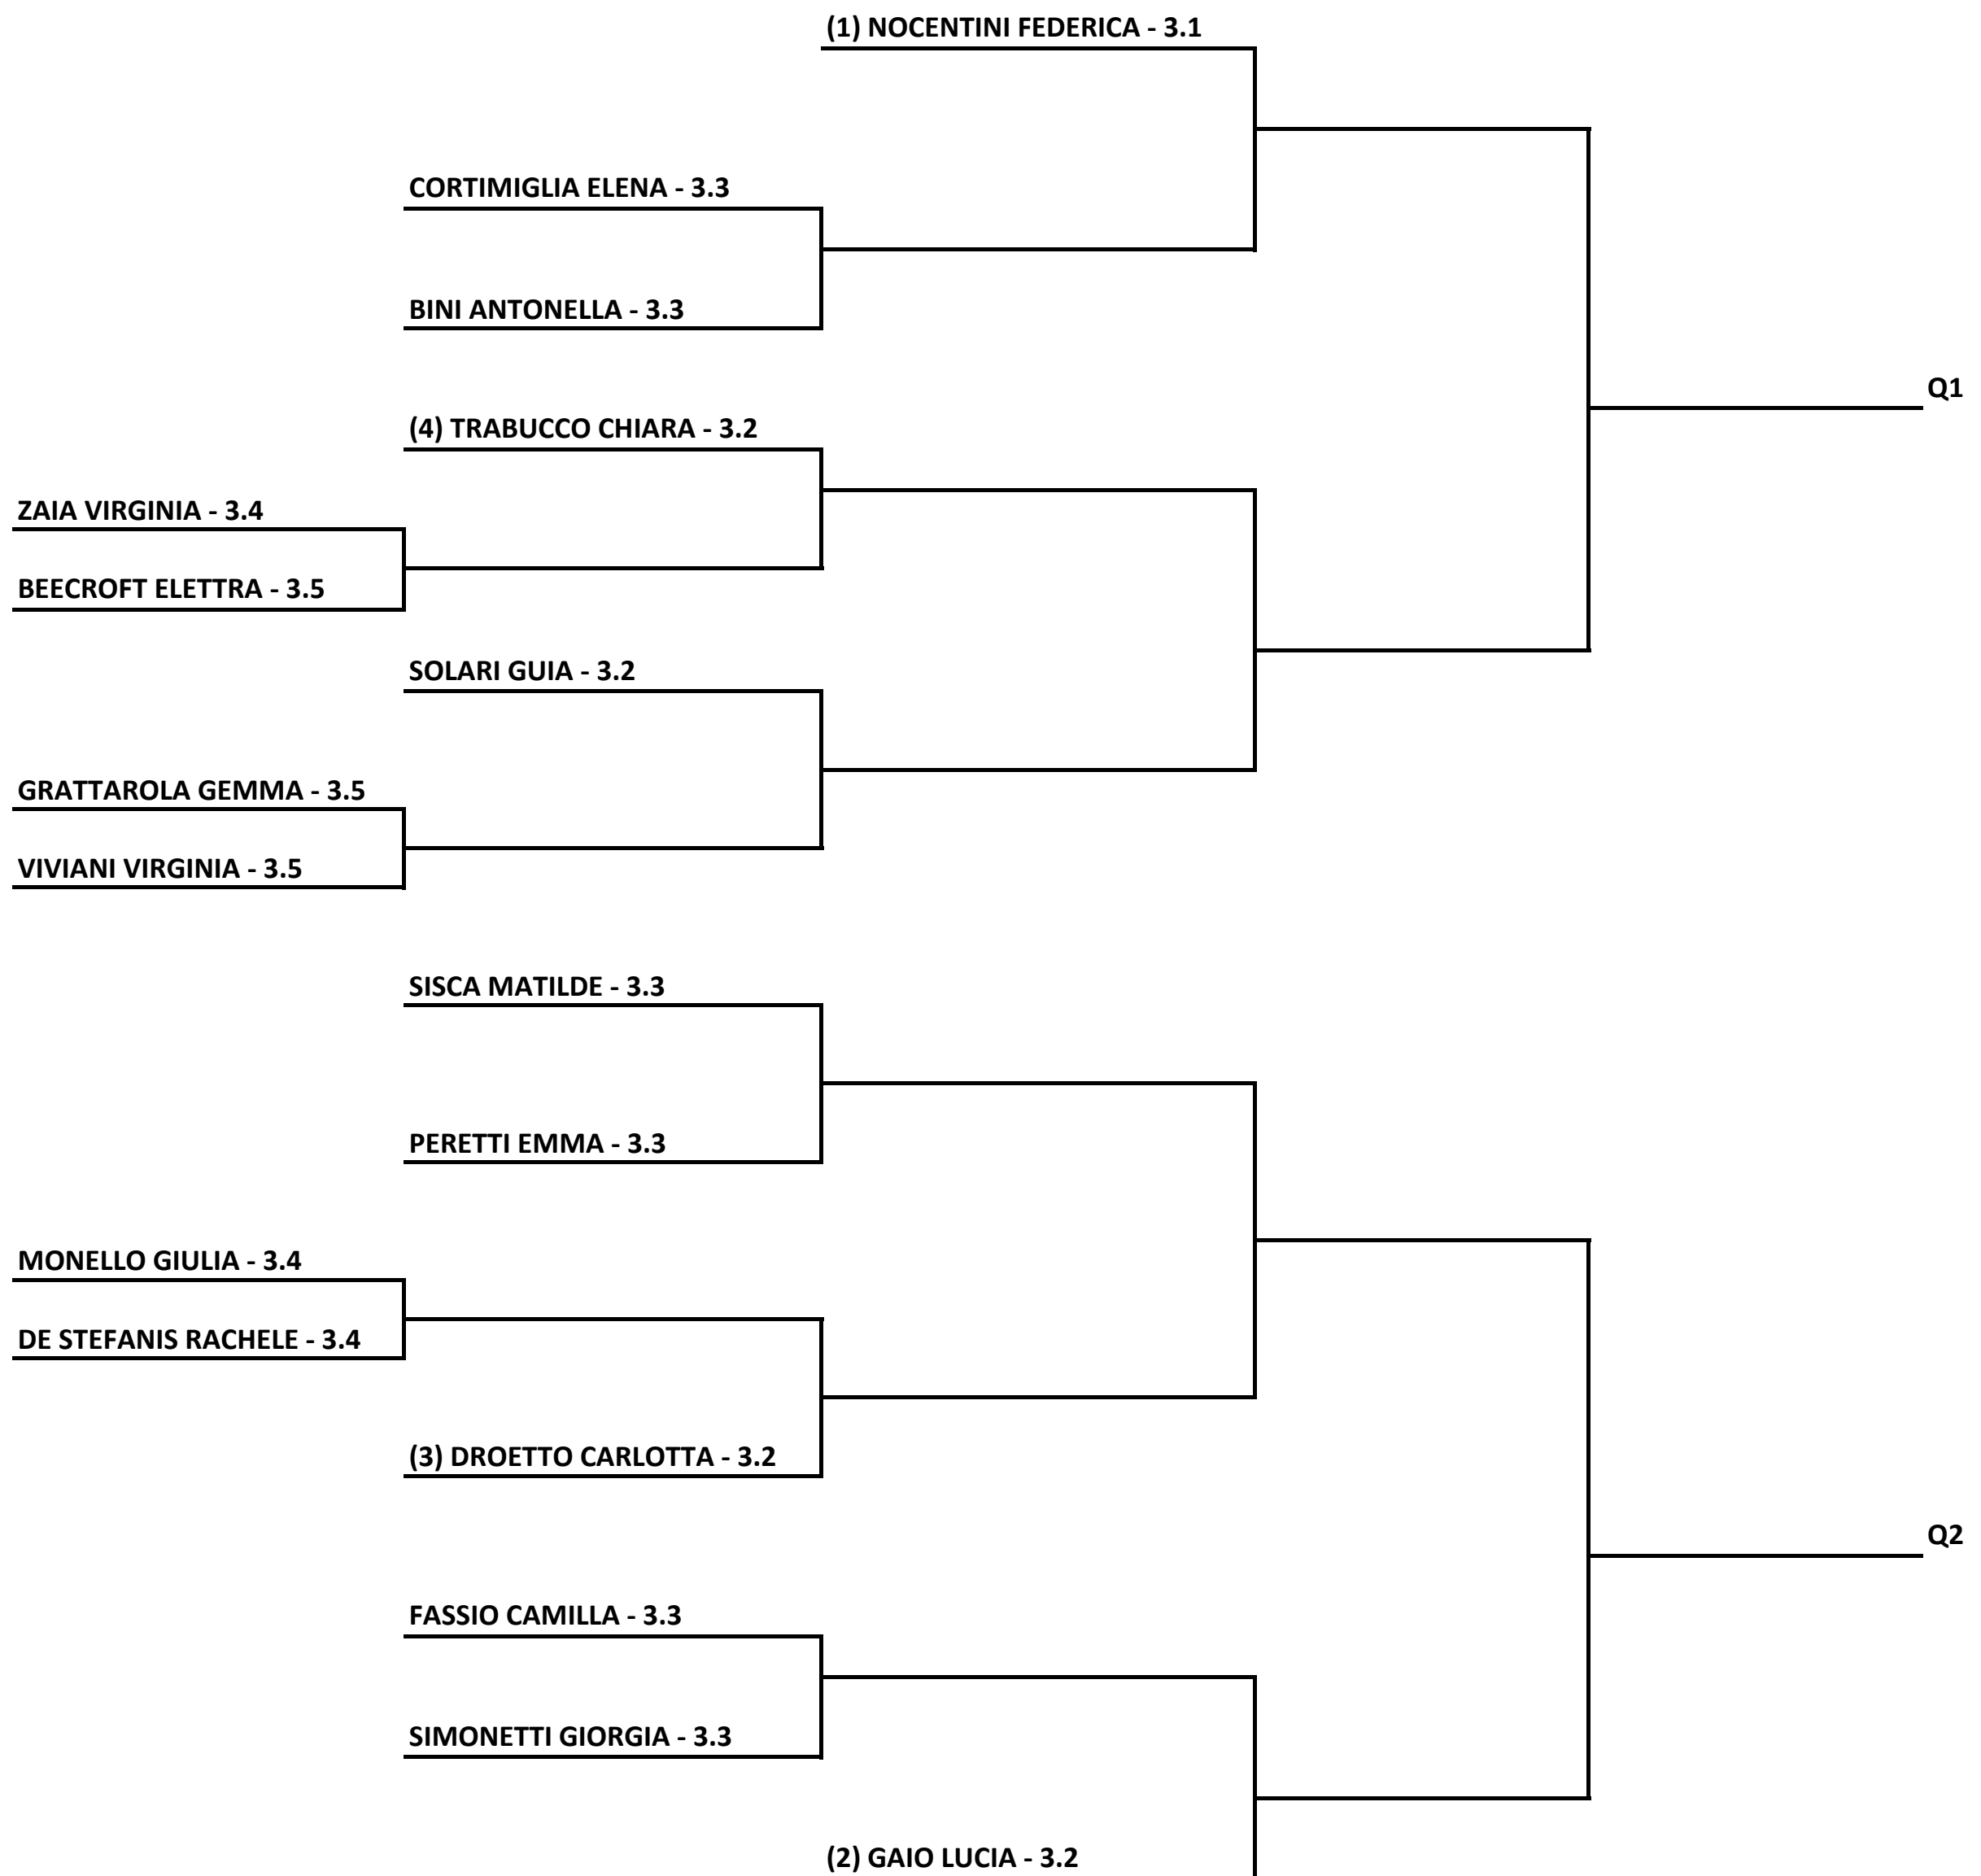 (1) NOCENTINI FEDERICA - 3.1
CORTIMIGLIA ELENA - 3.3
BINI ANTONELLA - 3.3
Q1
(4) TRABUCCO CHIARA - 3.2
ZAIA VIRGINIA - 3.4
BEECROFT ELETTRA - 3.5
SOLARI GUIA - 3.2
GRATTAROLA GEMMA - 3.5
VIVIANI VIRGINIA - 3.5
SISCA MATILDE - 3.3
PERETTI EMMA - 3.3
MONELLO GIULIA - 3.4
DE STEFANIS RACHELE - 3.4
(3) DROETTO CARLOTTA - 3.2
Q2
FASSIO CAMILLA - 3.3
SIMONETTI GIORGIA - 3.3
(2) GAIO LUCIA - 3.2